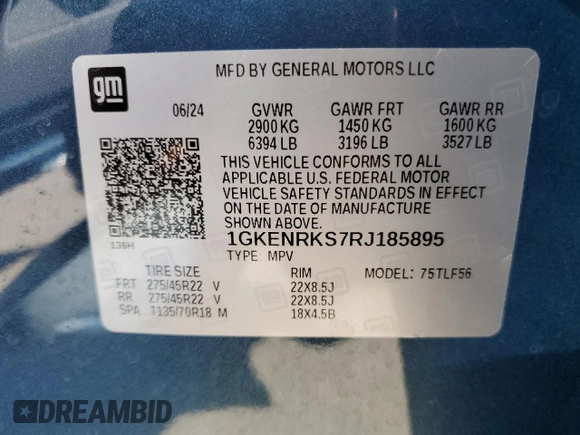 gm
MFD BY GENERAL MOTORS LLC
06/24 GVWR GAWR FRT GAWR RR
2900 KG 1450 KG 1600 KG
6394 LB 3196 LB 3527 LB
THIS VEHICLE CONFORMS TO ALL
APPLICABLE U.S. FEDERAL MOTOR
VEHICLE SAFETY STANDARDS IN EFFECT
ON THE DATE OF MANUFACTURE
SHOWN ABOVE.
136H
1GKENRKS7RJ185895
TYPE: MPV
TIRE SIZE RIM MODEL: 75TLF56
FRT 275/45R22 V 22X8.5J
RR 275/45R22 V 22X8.5J
SPA T135/70R18 M 18X4.5B
DREAMBID